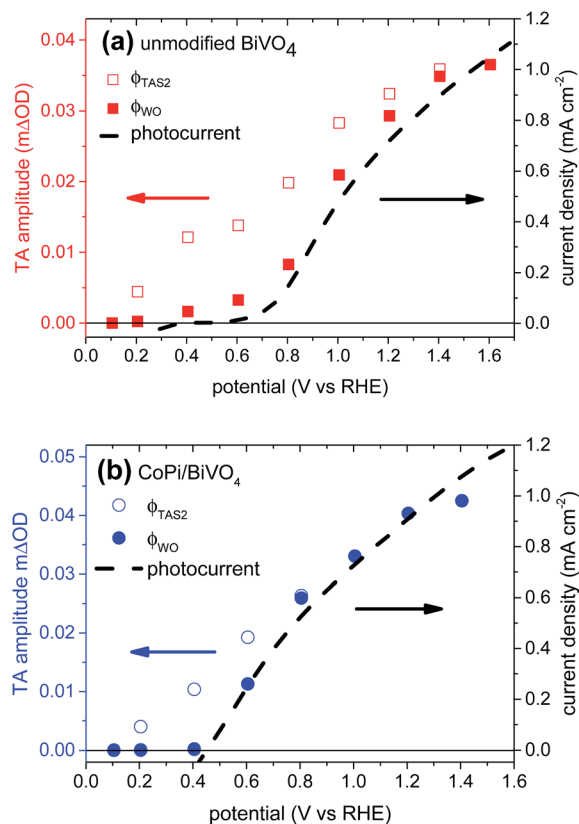 (a) unmodified BiVO4
ϕTAS2
ϕWO
photocurrent
TA amplitude (mΔOD)
0.04
0.03
0.02
0.01
0.00
current density (mA cm-2)
1.2
1.0
0.8
0.6
0.4
0.2
0.0
0.0 0.2 0.4 0.6 0.8 1.0 1.2 1.4 1.6
potential (V vs RHE)
(b) CoPi/BiVO4
ϕTAS2
ϕWO
photocurrent
TA amplitude mΔOD
0.05
0.04
0.03
0.02
0.01
0.00
current density (mA cm-2)
1.2
1.0
0.8
0.6
0.4
0.2
0.0
0.0 0.2 0.4 0.6 0.8 1.0 1.2 1.4 1.6
potential (V vs RHE)